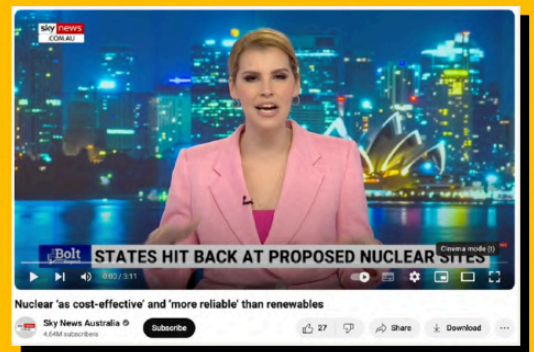 sky news
.COM.AU
Bolt
Report
STATES HIT BACK AT PROPOSED NUCLEAR SITES
Cinema mode (t)
0:02 / 3:11
Nuclear 'as cost-effective' and 'more reliable' than renewables
Sky News Australia
4.64M subscribers
Subscribe
27
Share
Download